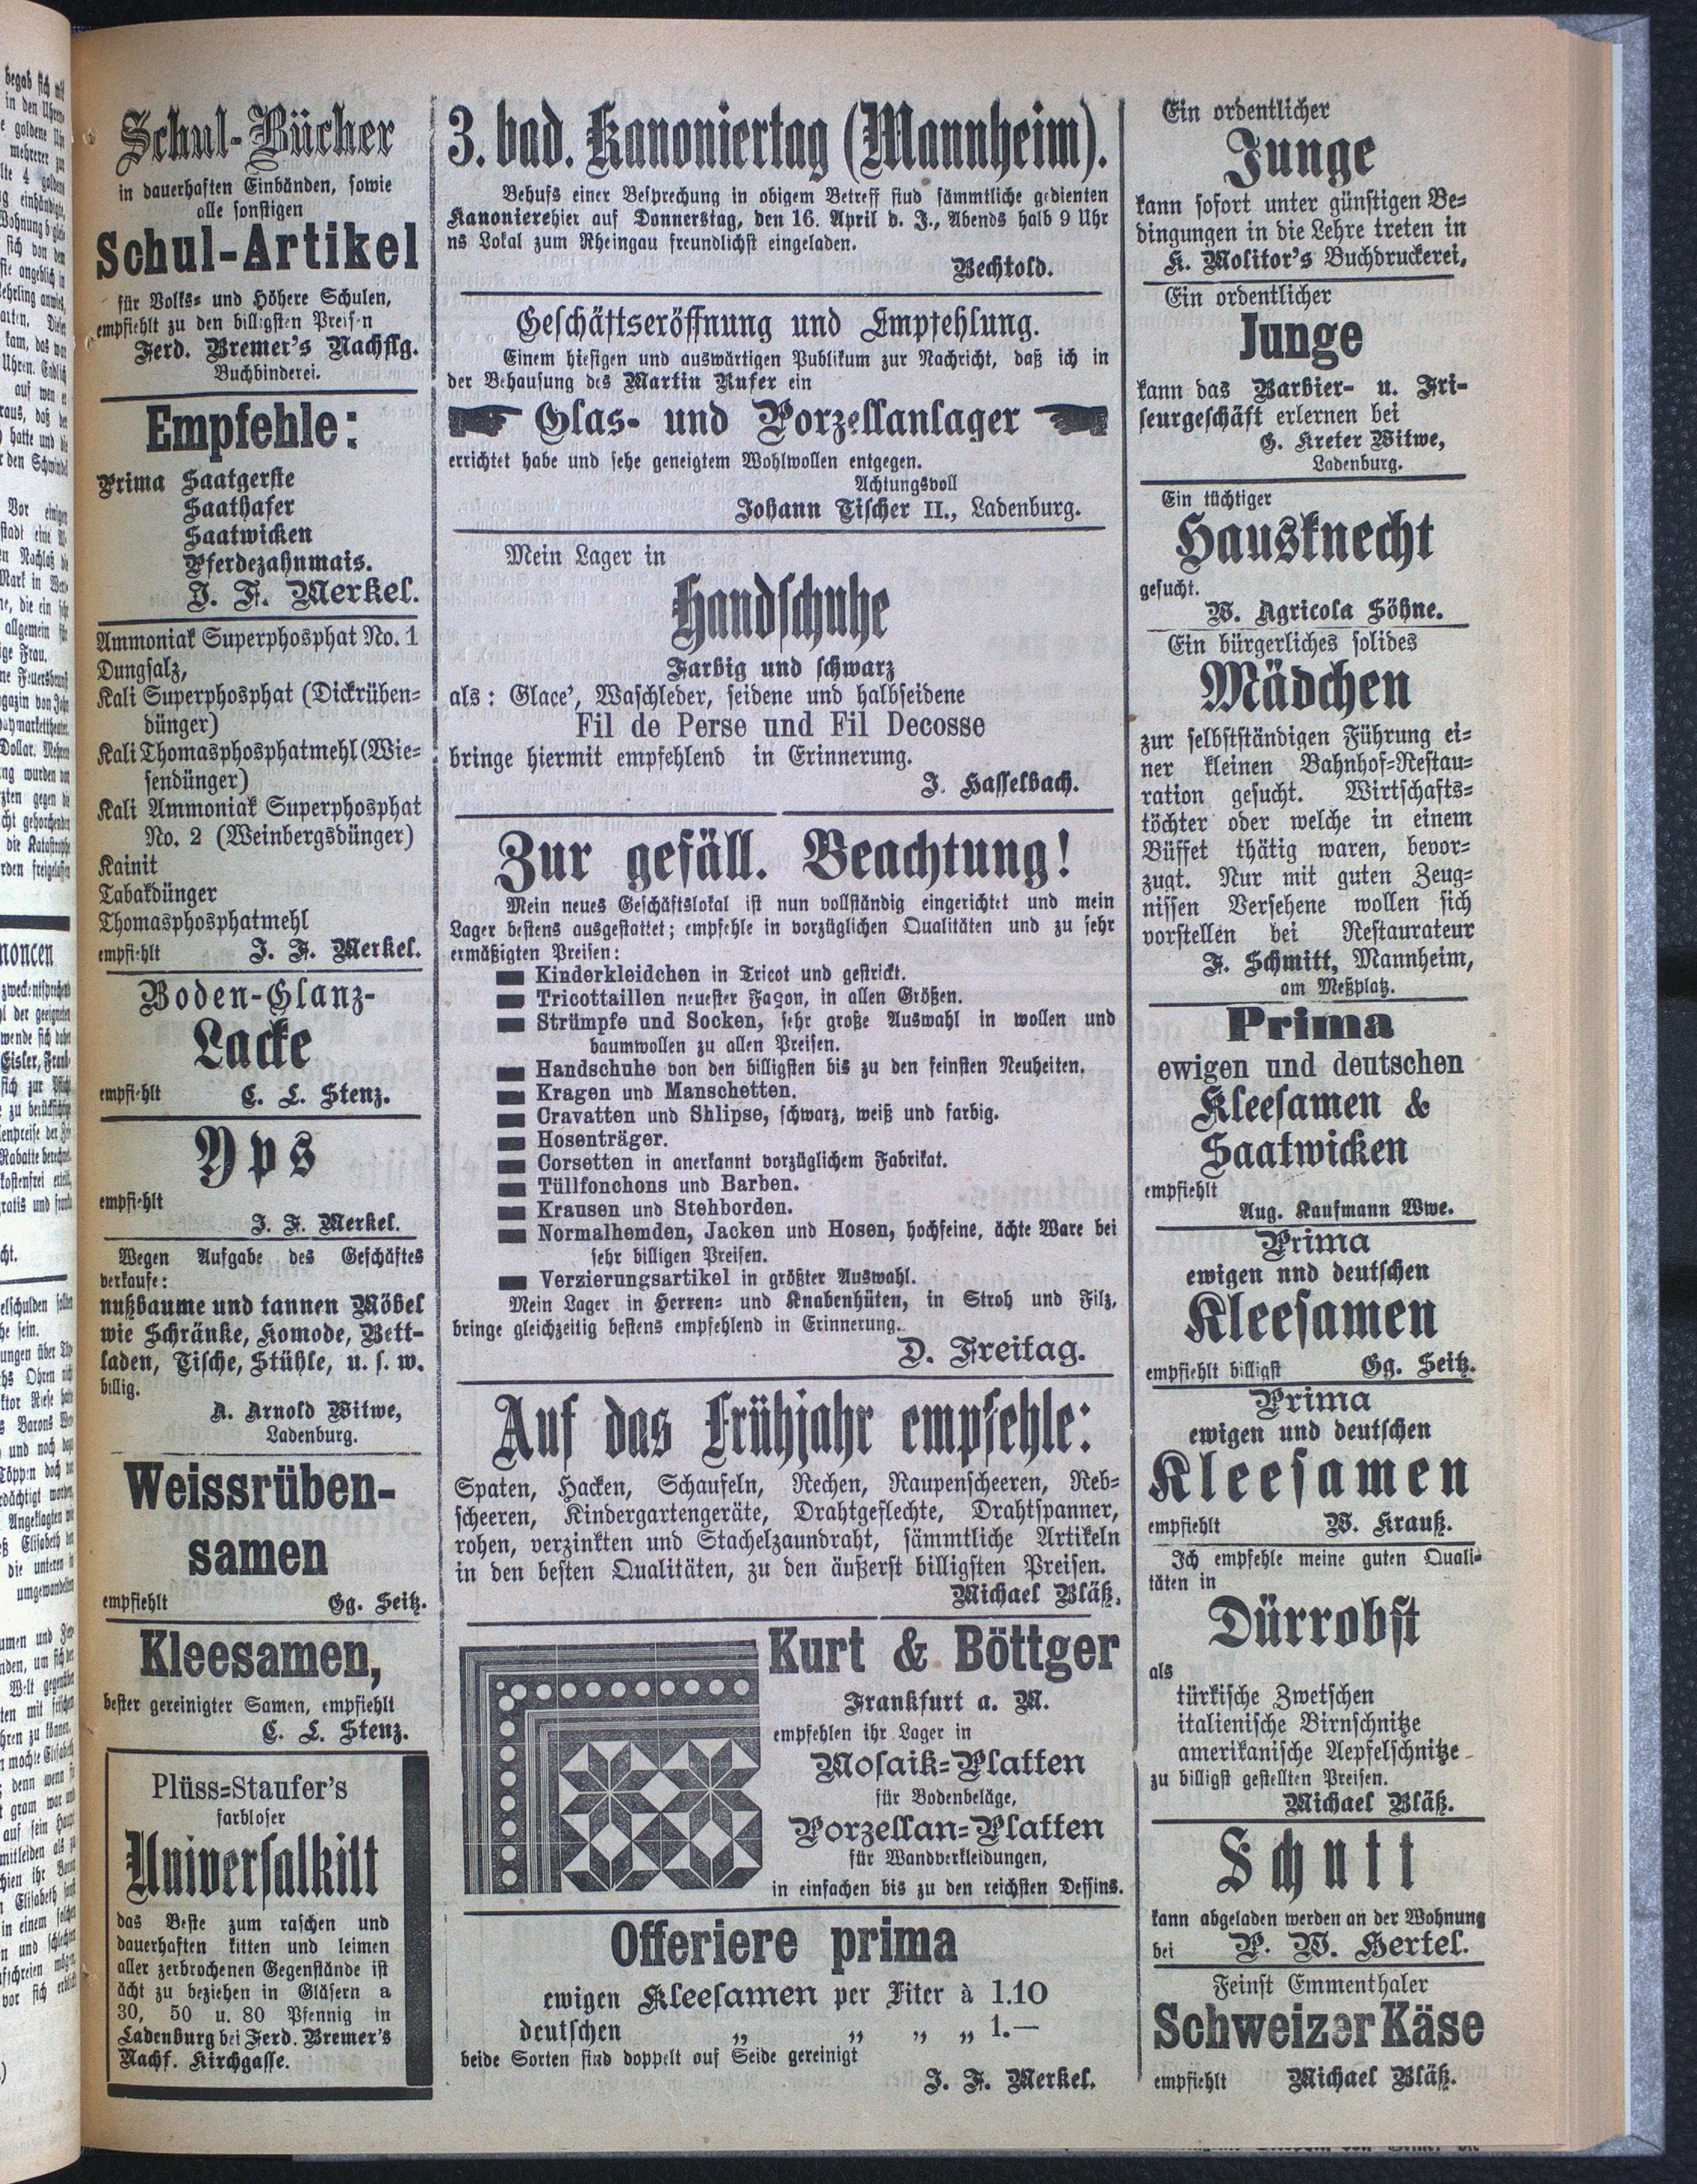 Schul-Bücher
in dauerhaften Einbänden, sowie
alle sonstigen
Schul-Artikel
für Volks- und Höhere Schulen,
empfiehlt zu den billigsten Preisen
Ferd. Bremer's Nachflg.
Buchbinderei.
Empfehle:
Prima Saatgerste
Saathafer
Saatwicken
Pferdezahnmais.
J. F. Merkel.
Ammoniak Superphosphat No. 1
Dungsalz,
Kali Superphosphat (Dickrüben-
dünger)
Kali Thomasphosphatmehl (Wie-
sendünger)
Kali Ammoniak Superphosphat
No. 2 (Weinbergsdünger)
Kainit
Tabakdünger
Thomasphosphatmehl
empfiehlt J. F. Merkel.
Boden-Glanz-
Lacke
empfiehlt C. L. Stenz.
Yps
empfiehlt
J. F. Merkel.
Wegen Aufgabe des Geschäftes
verkaufe:
nußbaume und tannen Möbel
wie Schränke, Komode, Bett-
laden, Tische, Stühle, u. s. w.
billig.
A. Arnold Witwe,
Ladenburg.
Weissrüben-
samen
empfiehlt Gg. Seitz.
Kleesamen,
bester gereinigter Samen, empfiehlt
C. L. Stenz.
Plüss-Staufer's
farbloser
Universalkitt
das Beste zum raschen und
dauerhaften kitten und leimen
aller zerbrochenen Gegenstände ist
ächt zu beziehen in Gläsern a
30, 50 u. 80 Pfennig in
Ladenburg bei Ferd. Bremer's
Nachf. Kirchgasse.
3. bad. Kanoniertag (Mannheim).
Behufs einer Besprechung in obigem Betreff sind sämmtliche gedienten
Kanoniere hier auf Donnerstag, den 16. April d. J., Abends halb 9 Uhr
ns Lokal zum Rheingau freundlichst eingeladen.
Bechtold.
Geschäftseröffnung und Empfehlung.
Einem hiesigen und auswärtigen Publikum zur Nachricht, daß ich in
der Behausung des Martin Rufer ein
Glas- und Porzellanlager
errichtet habe und sehe geneigtem Wohlwollen entgegen.
Achtungsvoll
Johann Tischer II., Ladenburg.
Mein Lager in
Handschuhe
Farbig und schwarz
als: Glace', Waschleder, seidene und halbseidene
Fil de Perse und Fil Decosse
bringe hiermit empfehlend in Erinnerung.
J. Hasselbach.
Zur gefäll. Beachtung!
Mein neues Geschäftslokal ist nun vollständig eingerichtet und mein
Lager bestens ausgestattet; empfehle in vorzüglichen Qualitäten und zu sehr
ermäßigten Preisen:
Kinderkleidchen in Tricot und gestrickt.
Tricottaillen neuester Façon, in allen Größen.
Strümpfe und Socken, sehr große Auswahl in wollen und
baumwollen zu allen Preisen.
Handschuhe von den billigsten bis zu den feinsten Neuheiten.
Kragen und Manschetten.
Cravatten und Shlipse, schwarz, weiß und farbig.
Hosenträger.
Corsetten in anerkannt vorzüglichem Fabrikat.
Tüllfonchons und Barben.
Krausen und Stehborden.
Normalhemden, Jacken und Hosen, hochfeine, ächte Ware bei
sehr billigen Preisen.
Verzierungsartikel in größter Auswahl.
Mein Lager in Herren- und Knabenhüten, in Stroh und Filz,
bringe gleichzeitig bestens empfehlend in Erinnerung.
D. Freitag.
Auf das Frühjahr empfehle:
Spaten, Hacken, Schaufeln, Rechen, Raupenscheeren, Reb-
scheeren, Kindergartengeräte, Drahtgeflechte, Drahtspanner,
rohen, verzinkten und Stachelzaundraht, sämmtliche Artikeln
in den besten Qualitäten, zu den äußerst billigsten Preisen.
Michael Bläß.
Kurt & Böttger
Frankfurt a. M.
empfehlen ihr Lager in
Mosaik-Platten
für Bodenbeläge,
Porzellan-Platten
für Wandverkleidungen,
in einfachen bis zu den reichsten Dessins.
Offeriere prima
ewigen Kleesamen per Liter à 1.10
deutschen „ „ „ „ 1.—
beide Sorten sind doppelt auf Seide gereinigt
J. F. Merkel.
Ein ordentlicher
Junge
kann sofort unter günstigen Be-
dingungen in die Lehre treten in
K. Molitor's Buchdruckerei,
Ein ordentlicher
Junge
kann das Barbier- u. Fri-
seurgeschäft erlernen bei
G. Kreter Witwe,
Ladenburg.
Ein tüchtiger
Hausknecht
gesucht.
W. Agricola Söhne.
Ein bürgerliches solides
Mädchen
zur selbstständigen Führung ei-
ner kleinen Bahnhof-Restau-
ration gesucht. Wirtschafts-
töchter oder welche in einem
Büffet thätig waren, bevor-
zugt. Nur mit guten Zeug-
nissen Versehene wollen sich
vorstellen bei Restaurateur
F. Schmitt, Mannheim,
am Meßplatz.
Prima
ewigen und deutschen
Kleesamen &
Saatwicken
empfiehlt
Aug. Kaufmann Wwe.
Prima
ewigen nnd deutschen
Kleesamen
empfiehlt billigst Gg. Seitz.
Prima
ewigen und deutschen
Kleesamen
empfiehlt W. Krauß.
Ich empfehle meine guten Quali-
täten in
Dürrobst
als
türkische Zwetschen
italienische Birnschnitze
amerikanische Aepfelschnitze
zu billigst gestellten Preisen.
Michael Bläß.
Schutt
kann abgeladen werden an der Wohnung
bei P. W. Hertel.
Feinst Emmenthaler
Schweizer Käse
empfiehlt Michael Bläß.